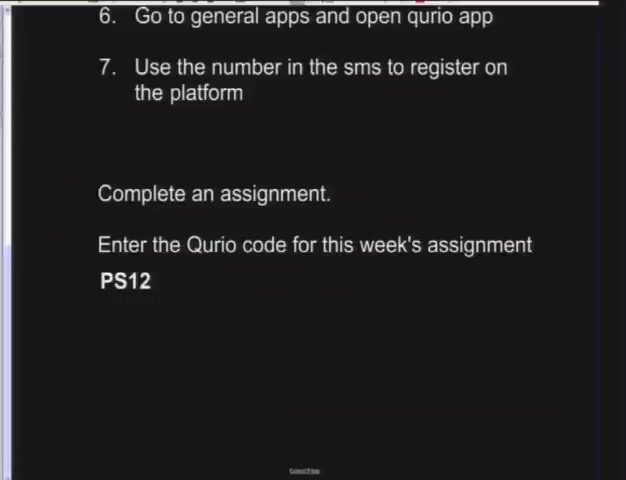 6. Go to general apps and open qurio app
7. Use the number in the sms to register on
the platform
Complete an assignment.
Enter the Qurio code for this week's assignment
PS12